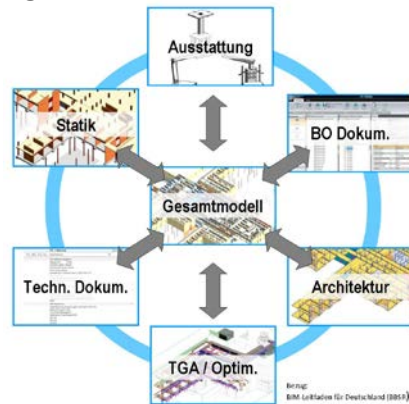 Ausstattung
Statik
BO Dokum.
Gesamtmodell
Techn. Dokum.
Architektur
TGA / Optim.
Bezug:
BIM-Leitfaden für Deutschland (BBSR)